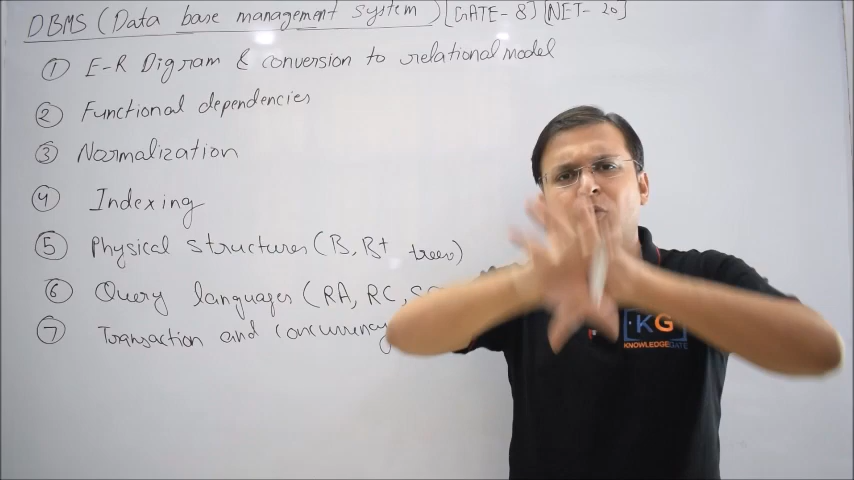 DBMS (Data base management system) [GATE-8] [NET-20]
① E-R Digram & conversion to relational model
② Functional dependencies
③ Normalization
④ Indexing
⑤ Physical structures (B, B+ trees)
⑥ Query languages (RA, RC,
⑦ Transaction and Concurrency
KG
KNOWLEDGEGATE